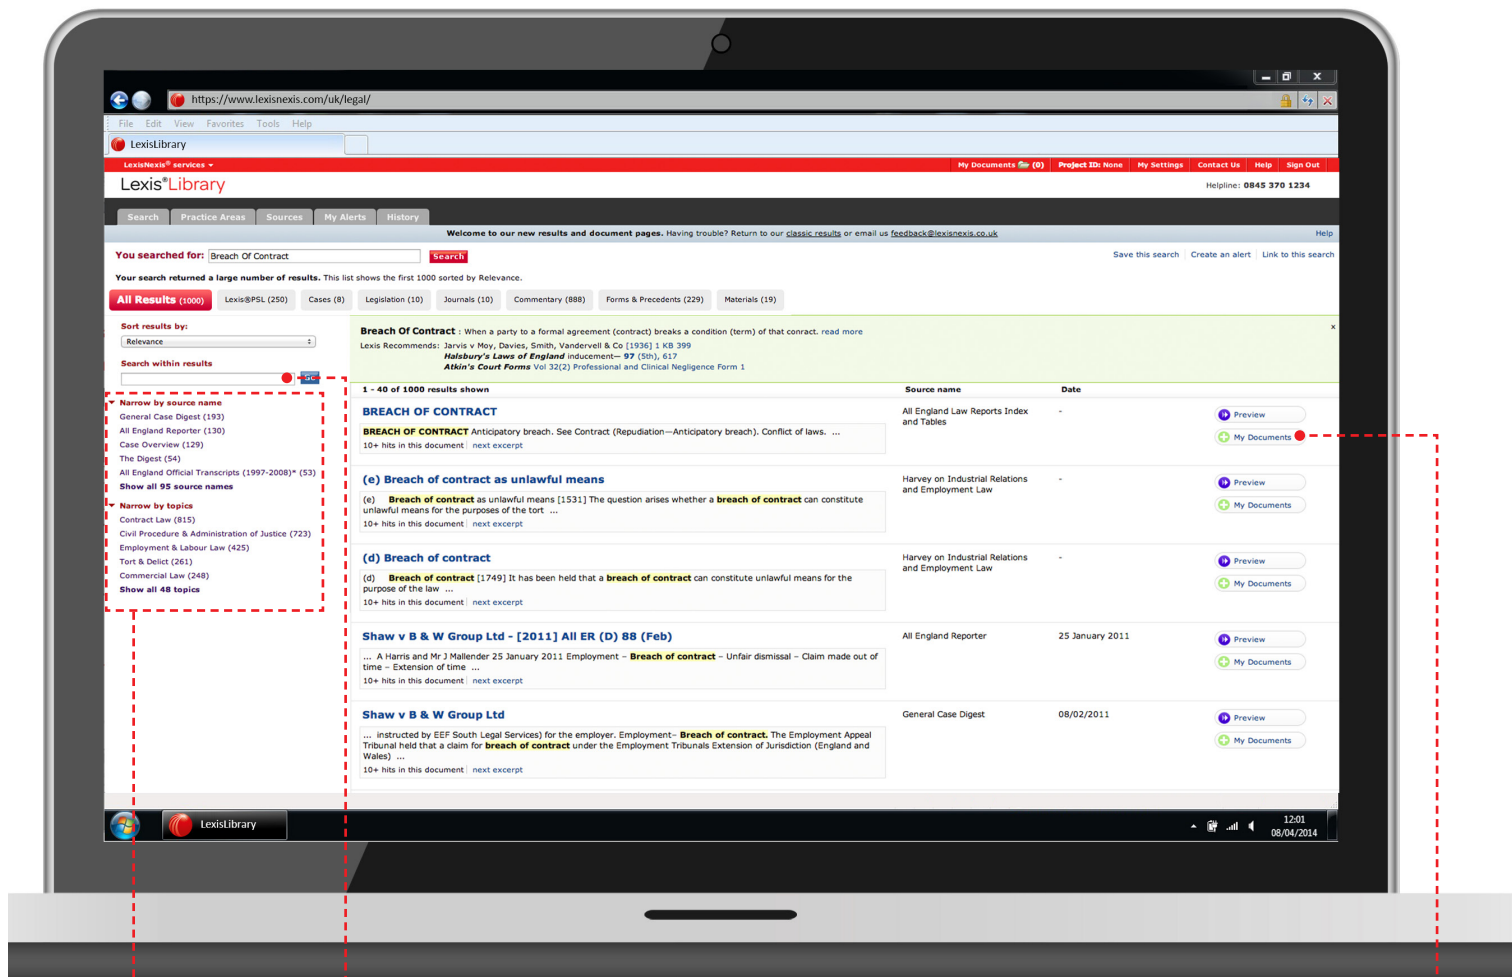 https://www.lexisnexis.com/uk/legal/
File Edit View Favorites Tools Help
LexisLibrary
LexisNexis® services
My Documents (0) Project ID: None My Settings Contact Us Help Sign Out
Lexis®Library
Helpline: 0845 370 1234
Search Practice Areas Sources My Alerts History
Welcome to our new results and document pages. Having trouble? Return to our classic results or email us feedback@lexisnexis.co.uk
Help
You searched for: Breach Of Contract Search
Save this search Create an alert Link to this search
Your search returned a large number of results. This list shows the first 1000 sorted by Relevance.
All Results (1000) Lexis®PSL (250) Cases (8) Legislation (10) Journals (10) Commentary (888) Forms & Precedents (229) Materials (19)
Sort results by:
Relevance
Search within results
Narrow by source name
General Case Digest (193)
All England Reporter (130)
Case Overview (129)
The Digest (54)
All England Official Transcripts (1997-2008)* (53)
Show all 95 source names
Narrow by topics
Contract Law (815)
Civil Procedure & Administration of Justice (723)
Employment & Labour Law (425)
Tort & Delict (261)
Commercial Law (248)
Show all 48 topics
Breach Of Contract : When a party to a formal agreement (contract) breaks a condition (term) of that conract. read more
Lexis Recommends: Jarvis v Moy, Davies, Smith, Vandervell & Co [1936] 1 KB 399
Halsbury's Laws of England inducement— 97 (5th), 617
Atkin's Court Forms Vol 32(2) Professional and Clinical Negligence Form 1
1 - 40 of 1000 results shown Source name Date
BREACH OF CONTRACT
BREACH OF CONTRACT Anticipatory breach. See Contract (Repudiation—Anticipatory breach). Conflict of laws. ...
10+ hits in this document next excerpt
All England Law Reports Index
and Tables
-
Preview
My Documents
(e) Breach of contract as unlawful means
(e) Breach of contract as unlawful means [1531] The question arises whether a breach of contract can constitute
unlawful means for the purposes of the tort ...
10+ hits in this document next excerpt
Harvey on Industrial Relations
and Employment Law
-
Preview
My Documents
(d) Breach of contract
(d) Breach of contract [1749] It has been held that a breach of contract can constitute unlawful means for the
purpose of the law ...
10+ hits in this document next excerpt
Harvey on Industrial Relations
and Employment Law
-
Preview
My Documents
Shaw v B & W Group Ltd - [2011] All ER (D) 88 (Feb)
... A Harris and Mr J Mallender 25 January 2011 Employment – Breach of contract – Unfair dismissal – Claim made out of
time – Extension of time ...
10+ hits in this document next excerpt
All England Reporter
25 January 2011
Preview
My Documents
Shaw v B & W Group Ltd
... instructed by EEF South Legal Services) for the employer. Employment– Breach of contract. The Employment Appeal
Tribunal held that a claim for breach of contract under the Employment Tribunals Extension of Jurisdiction (England and
Wales) ...
10+ hits in this document next excerpt
General Case Digest
08/02/2011
Preview
My Documents
LexisLibrary
12:01
08/04/2014